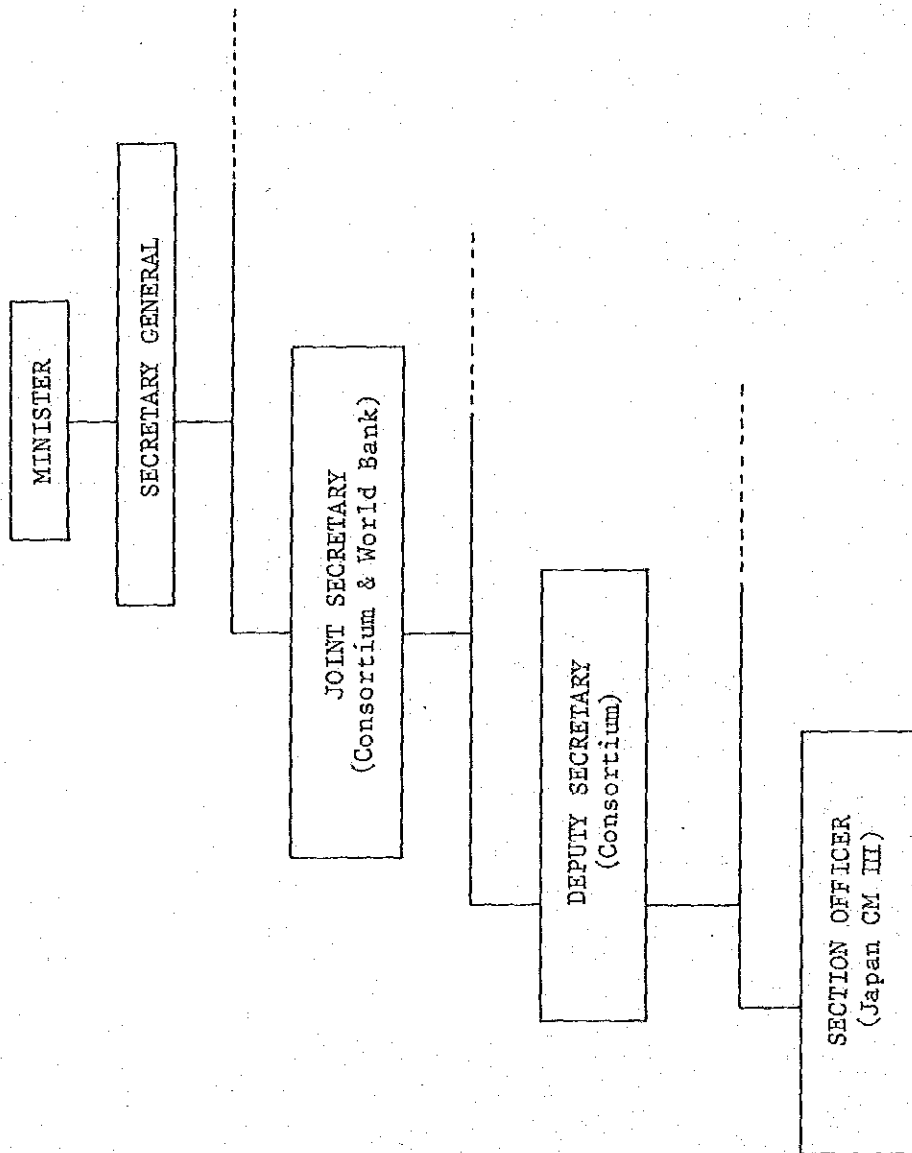 MINISTER
SECRETARY GENERAL
JOINT SECRETARY
(Consortium & World Bank)
DEPUTY SECRETARY
(Consortium)
SECTION OFFICER
(Japan CM III)